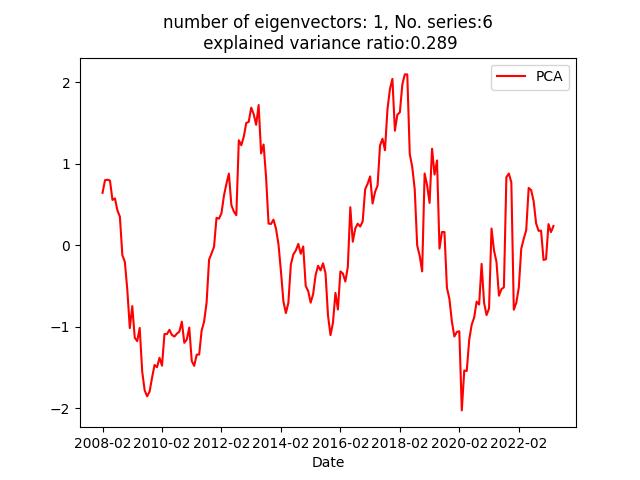 number of eigenvectors: 1, No. series:6
explained variance ratio:0.289
PCA
2
1
0
−1
−2
2008-02 2010-02 2012-02 2014-02 2016-02 2018-02 2020-02 2022-02
Date